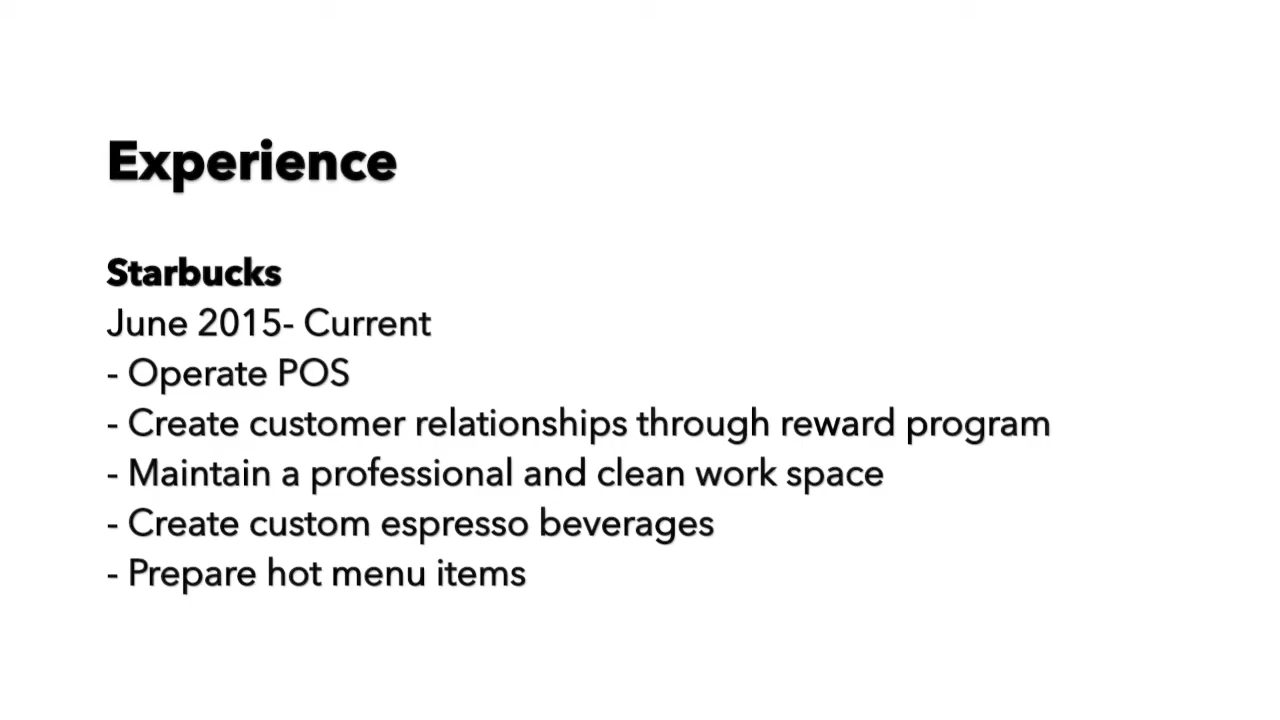 Experience
Starbucks
June 2015- Current
- Operate POS
- Create customer relationships through reward program
- Maintain a professional and clean work space
- Create custom espresso beverages
- Prepare hot menu items